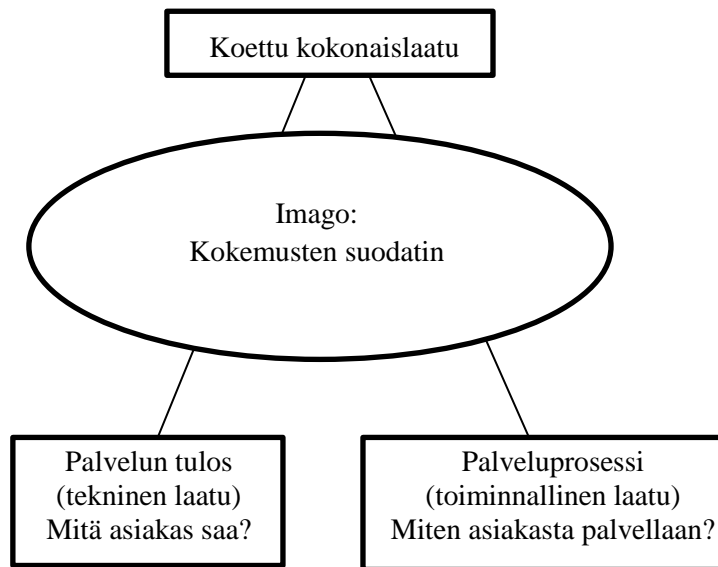 Koettu kokonaislaatu
Imago:
Kokemusten suodatin
Palvelun tulos
(tekninen laatu)
Mitä asiakas saa?
Palveluprosessi
(toiminnallinen laatu)
Miten asiakasta palvellaan?